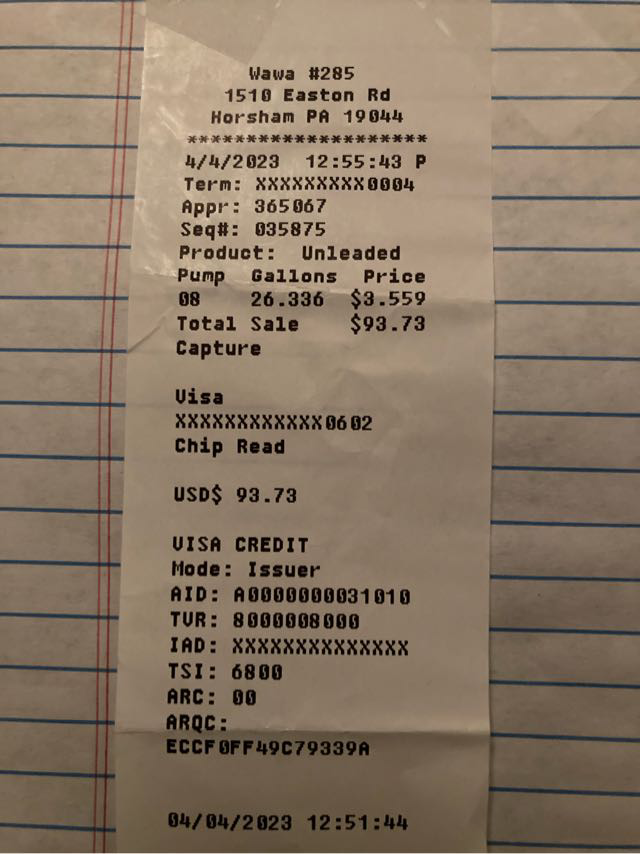 Wawa #285
1510 Easton Rd
Horsham PA 19044
********************
4/4/2023 12:55:43 P
Term: XXXXXXXXX0004
Appr: 365067
Seq#: 035875
Product: Unleaded
Pump Gallons Price
08 26.336 $3.559
Total Sale $93.73
Capture
Visa
XXXXXXXXXXXX0602
Chip Read
USD$ 93.73
VISA CREDIT
Mode: Issuer
AID: A0000000031010
TVR: 8000008000
IAD: XXXXXXXXXXXXXX
TSI: 6800
ARC: 00
ARQC:
ECCF0FF49C79339A
04/04/2023 12:51:44